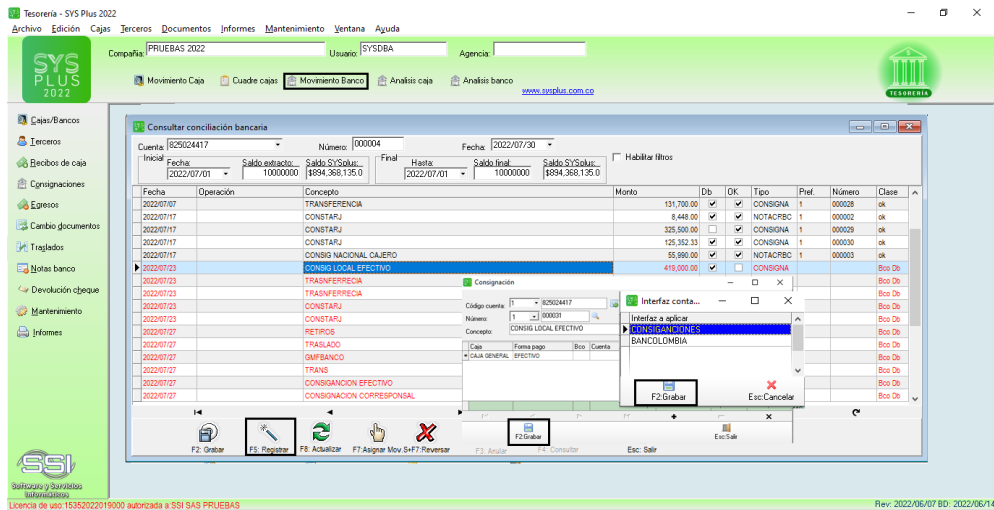 Tesorería - SYS Plus 2022
Archivo Edición Cajas Terceros Documentos Informes Mantenimiento Ventana Ayuda
SYS PLUS 2022
Compañia: PRUEBAS 2022 Usuario: SYSDBA Agencia:
Movimiento Caja Cuadre cajas Movimiento Banco Analisis caja Analisis banco
www.sysplus.com.co
TESORERÍA
Cajas/Bancos
Terceros
Recibos de caja
Consignaciones
Egresos
Cambio documentos
Traslados
Notas banco
Devolución cheque
Mantenimiento
Informes
Consultar conciliación bancaria
Cuenta: 825024417 Número: 000004 Fecha: 2022/07/30
Inicial Fecha: Saldo extracto: Saldo SYSplus: Final Hasta: Saldo final: Saldo SYSplus: Habilitar filtros
2022/07/01 10000000 $894,368,135.0 2022/07/01 10000000 $894,368,135.0
Fecha Operación Concepto Monto Db OK Tipo Pref. Número Clase
2022/07/07 TRANSFERENCIA 131,700.00 CONSIGNA 1 000028 ok
2022/07/17 CONSTARJ 8,448.00 NOTACRBC 1 000002 ok
2022/07/17 CONSTARJ 325,500.00 CONSIGNA 1 000029 ok
2022/07/17 CONSTARJ 125,352.33 CONSIGNA 1 000030 ok
2022/07/17 CONSIG NACIONAL CAJERO 55,990.00 NOTACRBC 1 000003 ok
2022/07/23 CONSIG LOCAL EFECTIVO 419,000.00 CONSIGNA Bco Db
2022/07/23 TRASNFERRECIA Bco Db
2022/07/23 TRASNFERRECIA Bco Db
2022/07/23 CONSTARJ Bco Db
2022/07/23 CONSTARJ Bco Db
2022/07/27 RETIROS Bco Db
2022/07/27 TRASLADO Bco Db
2022/07/27 GMFBANCO Bco Db
2022/07/27 TRANS Bco Db
2022/07/27 CONSIGANCION EFECTIVO Bco Db
2022/07/27 CONSIGNACION CORRESPONSAL Bco Db
Consignación
Código cuenta: 1 825024417
Número: 1 000031
Concepto: CONSIG LOCAL EFECTIVO
Caja Forma pago Bco Cuenta
CAJA GENERAL EFECTIVO
F2:Grabar Esc:Salir
F3: Anular F4: Consultar
Interfaz conta...
Interfaz a aplicar
CONSIGANCIONES
BANCOLOMBIA
F2:Grabar Esc:Cancelar
F2: Grabar F5: Registrar F8: Actualizar F7:Asignar Mov. S+F7:Reversar Esc: Salir
SSI
Software y Servicios
Informáticos
Licencia de uso:15352022019000 autorizada a:SSI SAS PRUEBAS Rev: 2022/06/07 BD: 2022/06/14